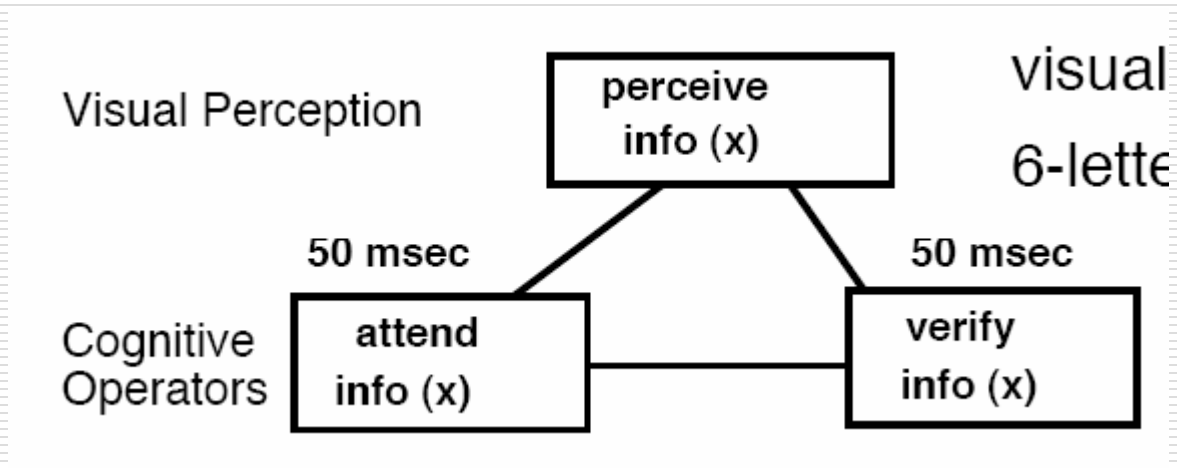 Visual Perception
perceive
info (x)
visual
6-lette
50 msec
50 msec
Cognitive
Operators
attend
info (x)
verify
info (x)